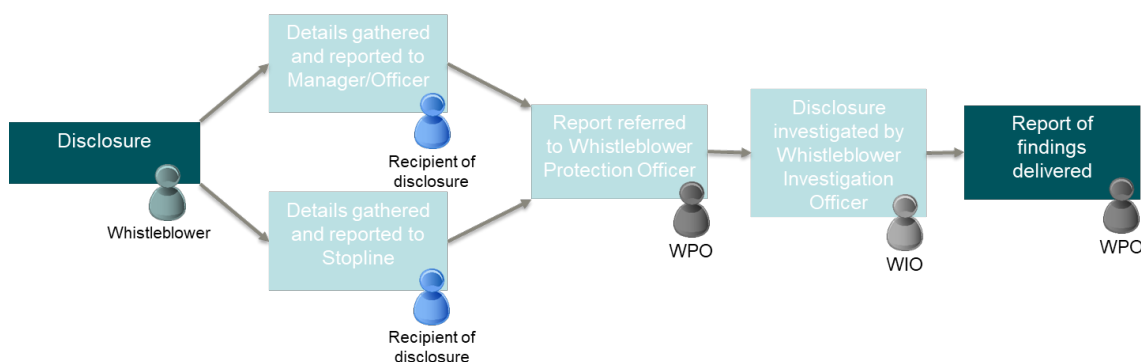 Disclosure
Whistleblower
Details gathered
and reported to
Manager/Officer
Recipient of
disclosure
Details gathered
and reported to
Stopline
Recipient of
disclosure
Report referred
to Whistleblower
Protection Officer
WPO
Disclosure
investigated by
Whistleblower
Investigation
Officer
WIO
Report of
findings
delivered
WPO